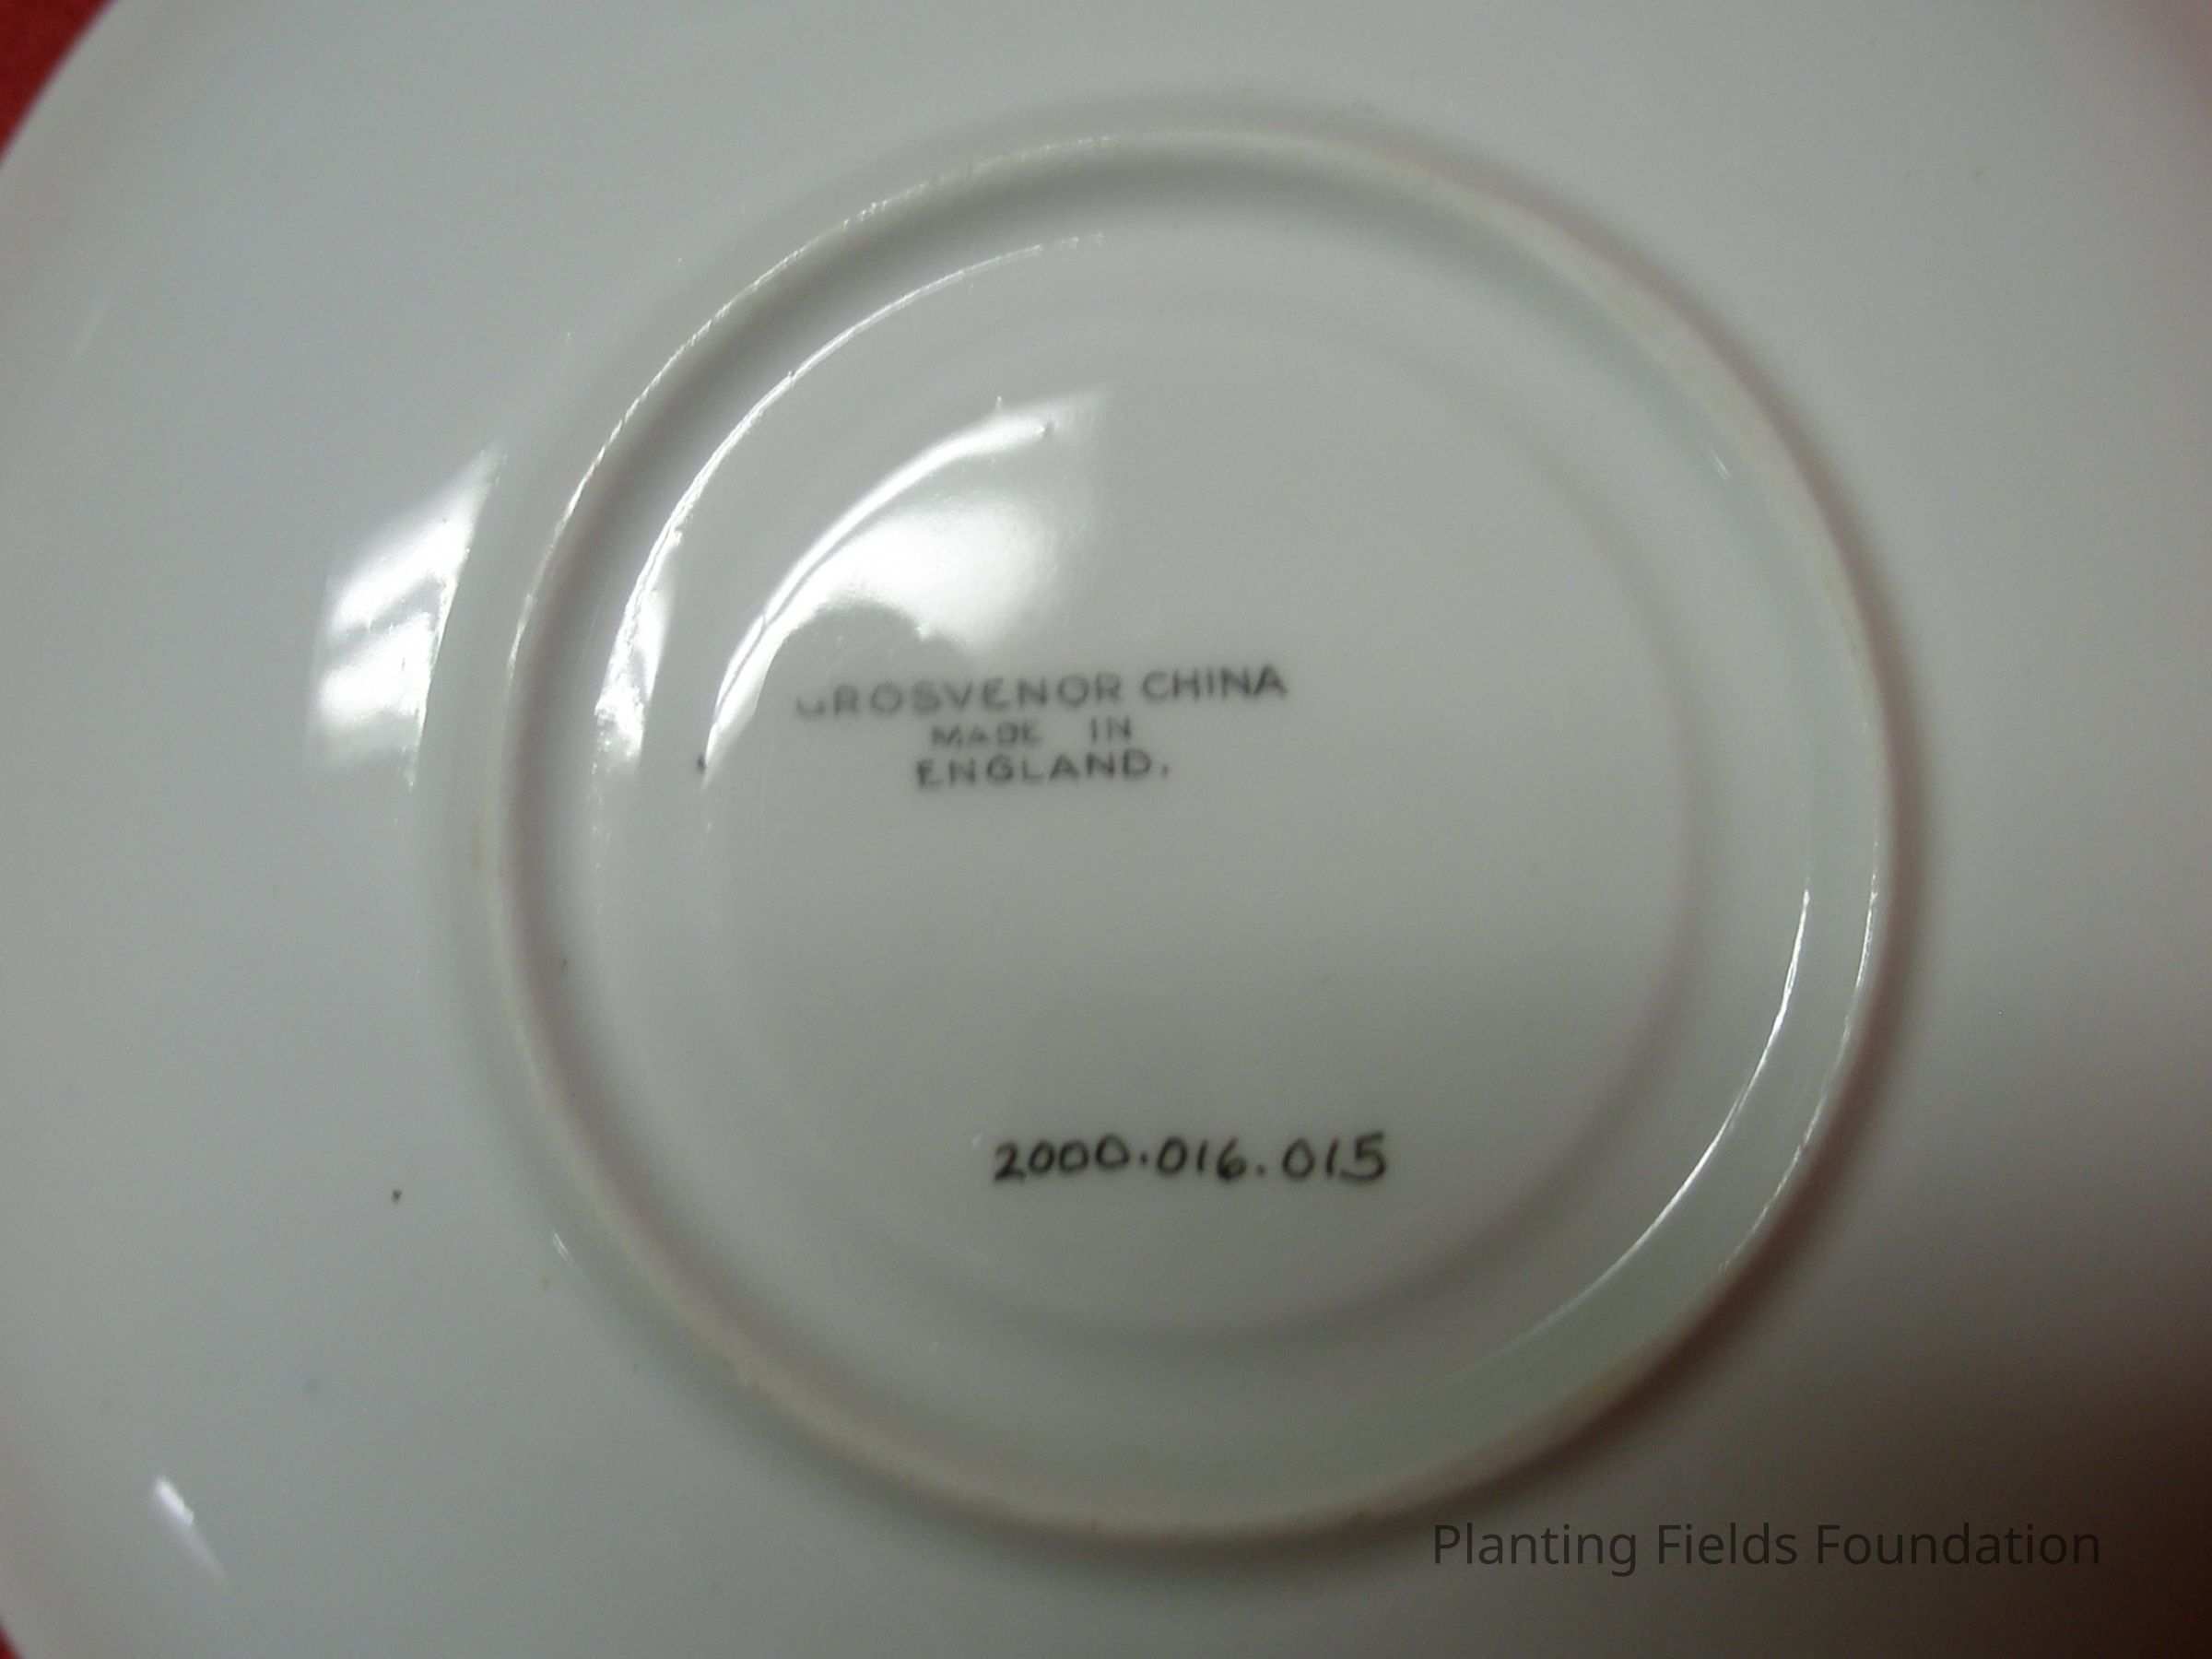 GROSVENOR CHINA
MADE IN
ENGLAND.
2000.016.015
Planting Fields Foundation